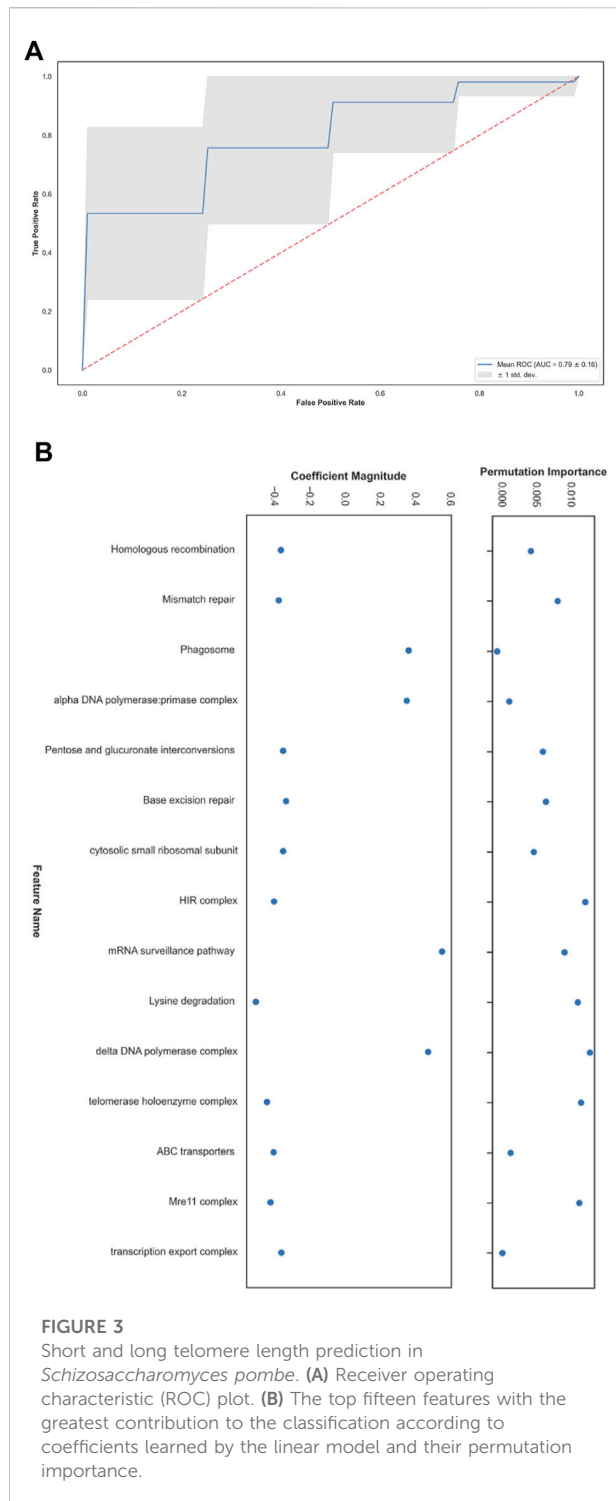 A
1.0
0.8
0.6
0.4
0.2
0.0
True Positive Rate
0.0
0.2
0.4
0.6
0.8
1.0
False Positive Rate
Mean ROC (AUC = 0.79 ± 0.16)
± 1 std. dev.
B
Coefficient Magnitude
Permutation Importance
−0.4
−0.2
0.0
0.2
0.4
0.6
0.000
0.005
0.010
Feature Name
Homologous recombination
Mismatch repair
Phagosome
alpha DNA polymerase:primase complex
Pentose and glucuronate interconversions
Base excision repair
cytosolic small ribosomal subunit
HIR complex
mRNA surveillance pathway
Lysine degradation
delta DNA polymerase complex
telomerase holoenzyme complex
ABC transporters
Mre11 complex
transcription export complex
FIGURE 3
Short and long telomere length prediction in
Schizosaccharomyces pombe. (A) Receiver operating
characteristic (ROC) plot. (B) The top fifteen features with the
greatest contribution to the classification according to
coefficients learned by the linear model and their permutation
importance.